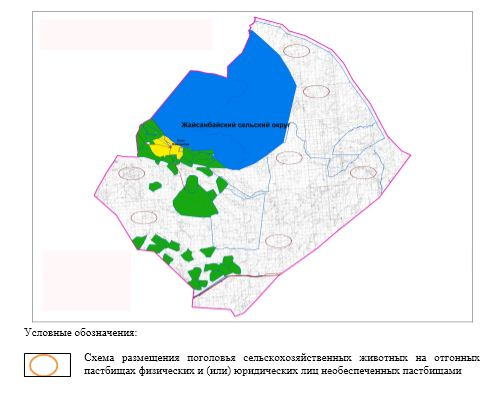 Жайсанбайский сельский округ
Условные обозначения:
Схема размещения поголовья сельскохозяйственных животных на отгонных
пастбищах физических и (или) юридических лиц необеспеченных пастбищами